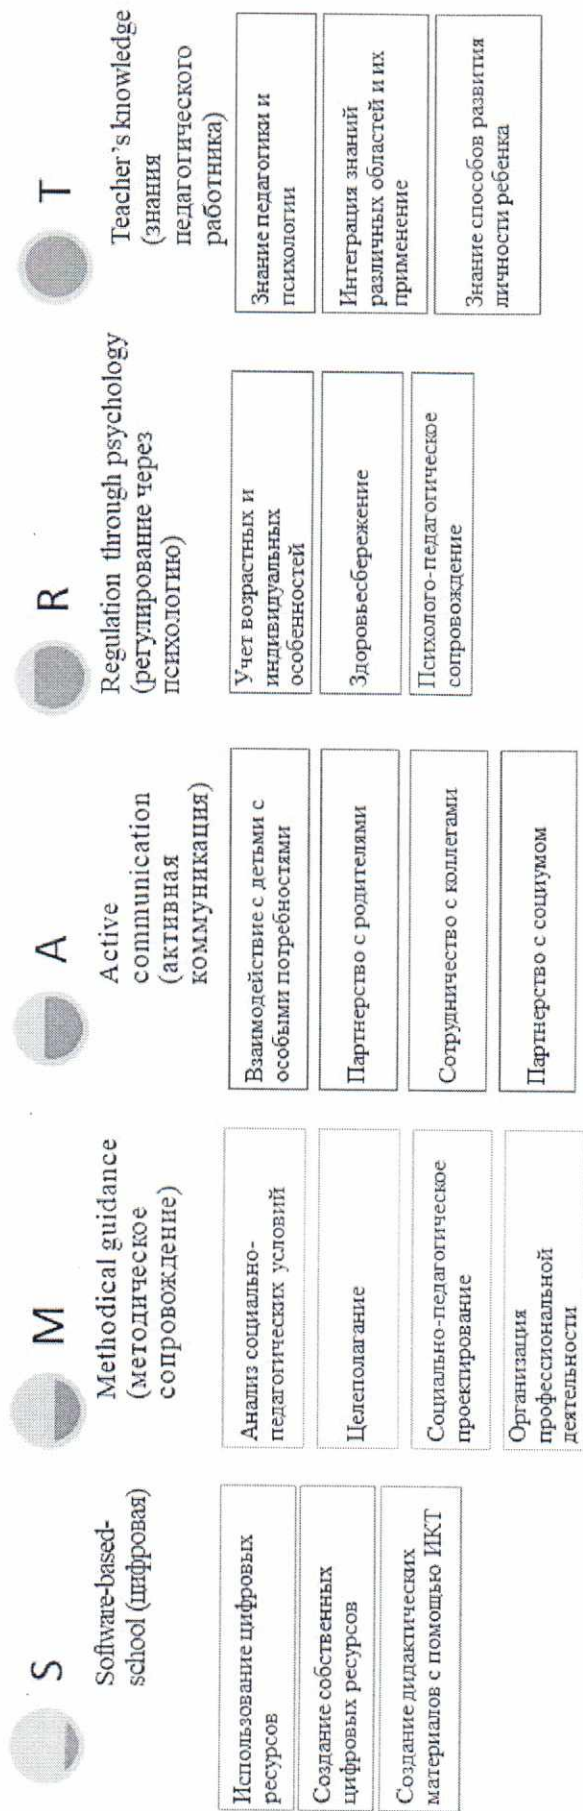 S
Software-based-
school (цифровая)
Использование цифровых
ресурсов
Создание собственных
цифровых ресурсов
Создание дидактических
материалов с помощью ИКТ
M
Methodical guidance
(методическое
сопровождение)
Анализ социально-
педагогических условий
Целеполагание
Социально-педагогическое
проектирование
Организация
профессиональной
деятельности
A
Active
communication
(активная
коммуникация)
Взаимодействие с детьми с
особыми потребностями
Партнерство с родителями
Сотрудничество с коллегами
Партнерство с социумом
R
Regulation through psychology
(регулирование через
психологию)
Учет возрастных и
индивидуальных
особенностей
Здоровьесбережение
Психолого-педагогическое
сопровождение
T
Teacher's knowledge
(знания
педагогического
работника)
Знание педагогики и
психологии
Интеграция знаний
различных областей и их
применение
Знание способов развития
личности ребенка